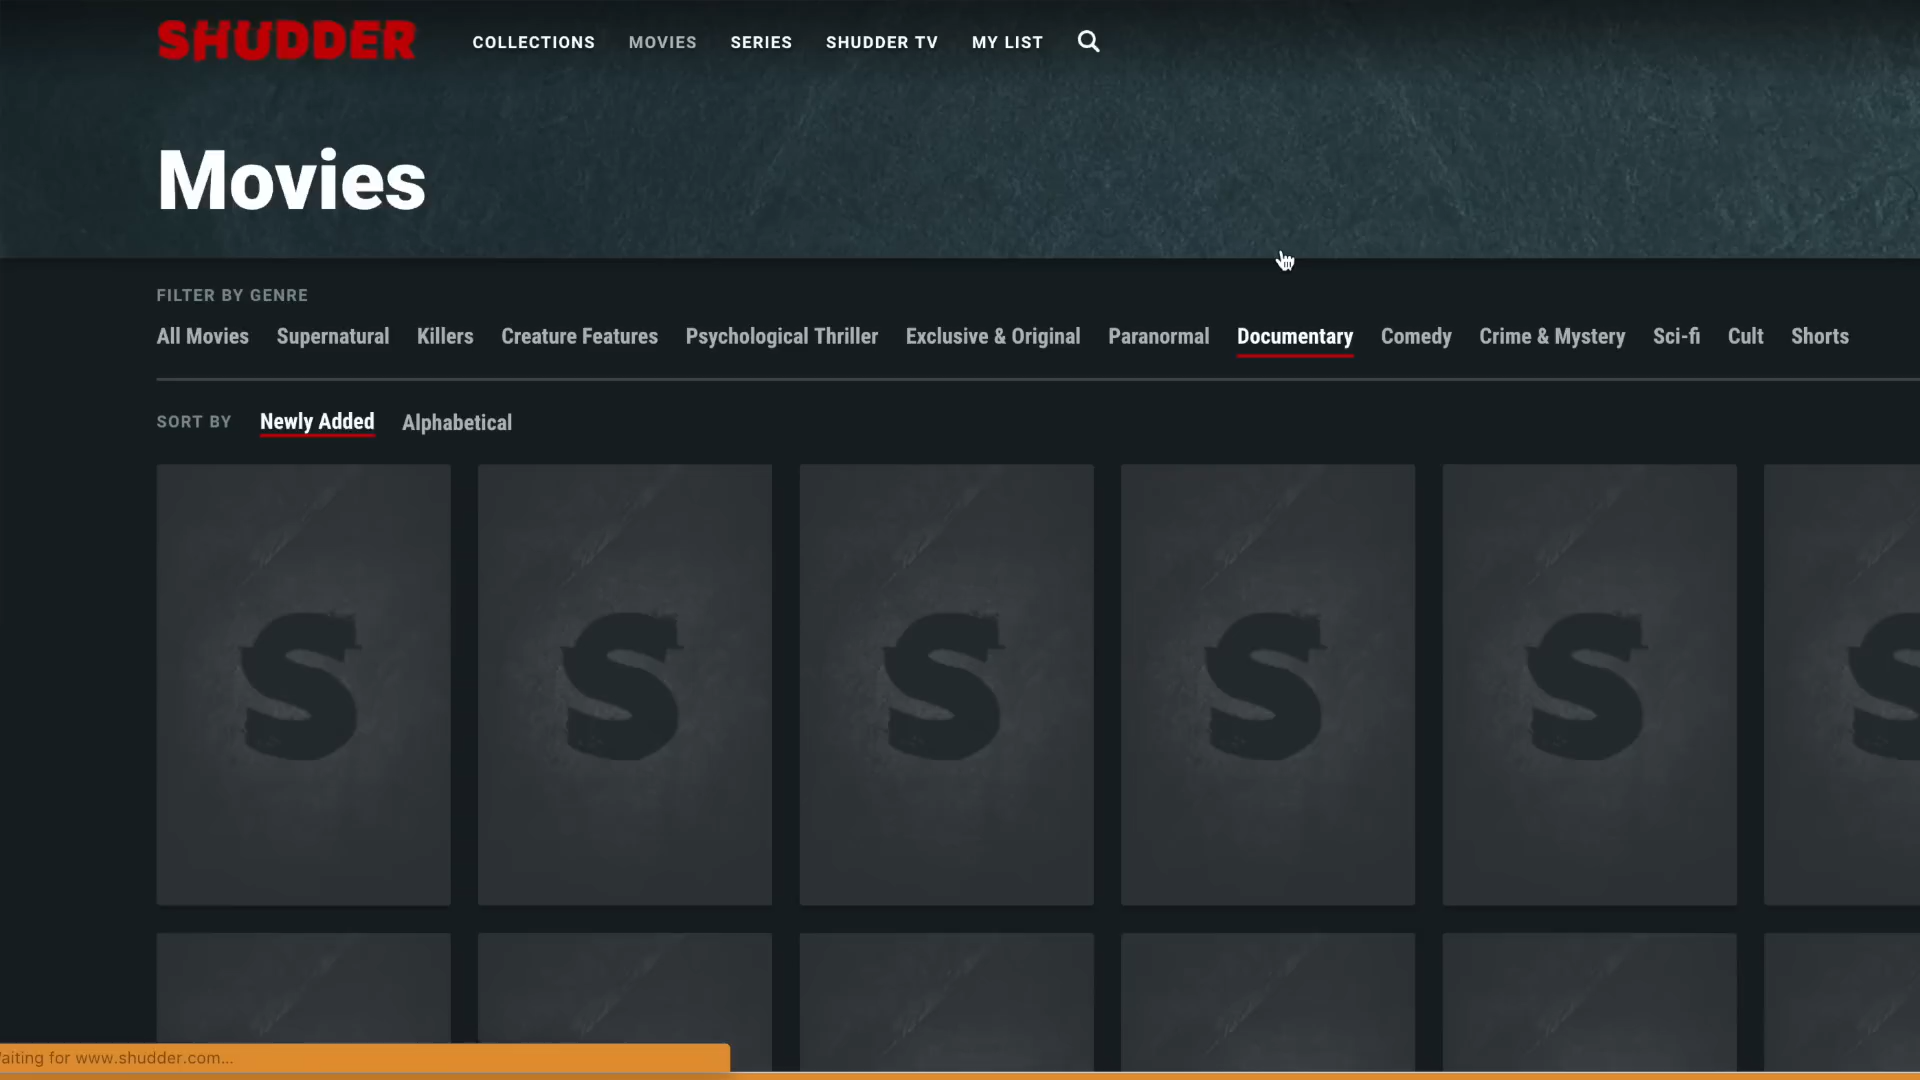 SHUDDER COLLECTIONS MOVIES SERIES SHUDDER TV MY LIST
Movies
FILTER BY GENRE
All Movies Supernatural Killers Creature Features Psychological Thriller Exclusive & Original Paranormal Documentary Comedy Crime & Mystery Sci-fi Cult Shorts
SORT BY Newly Added Alphabetical
S S S S S S
aiting for www.shudder.com...